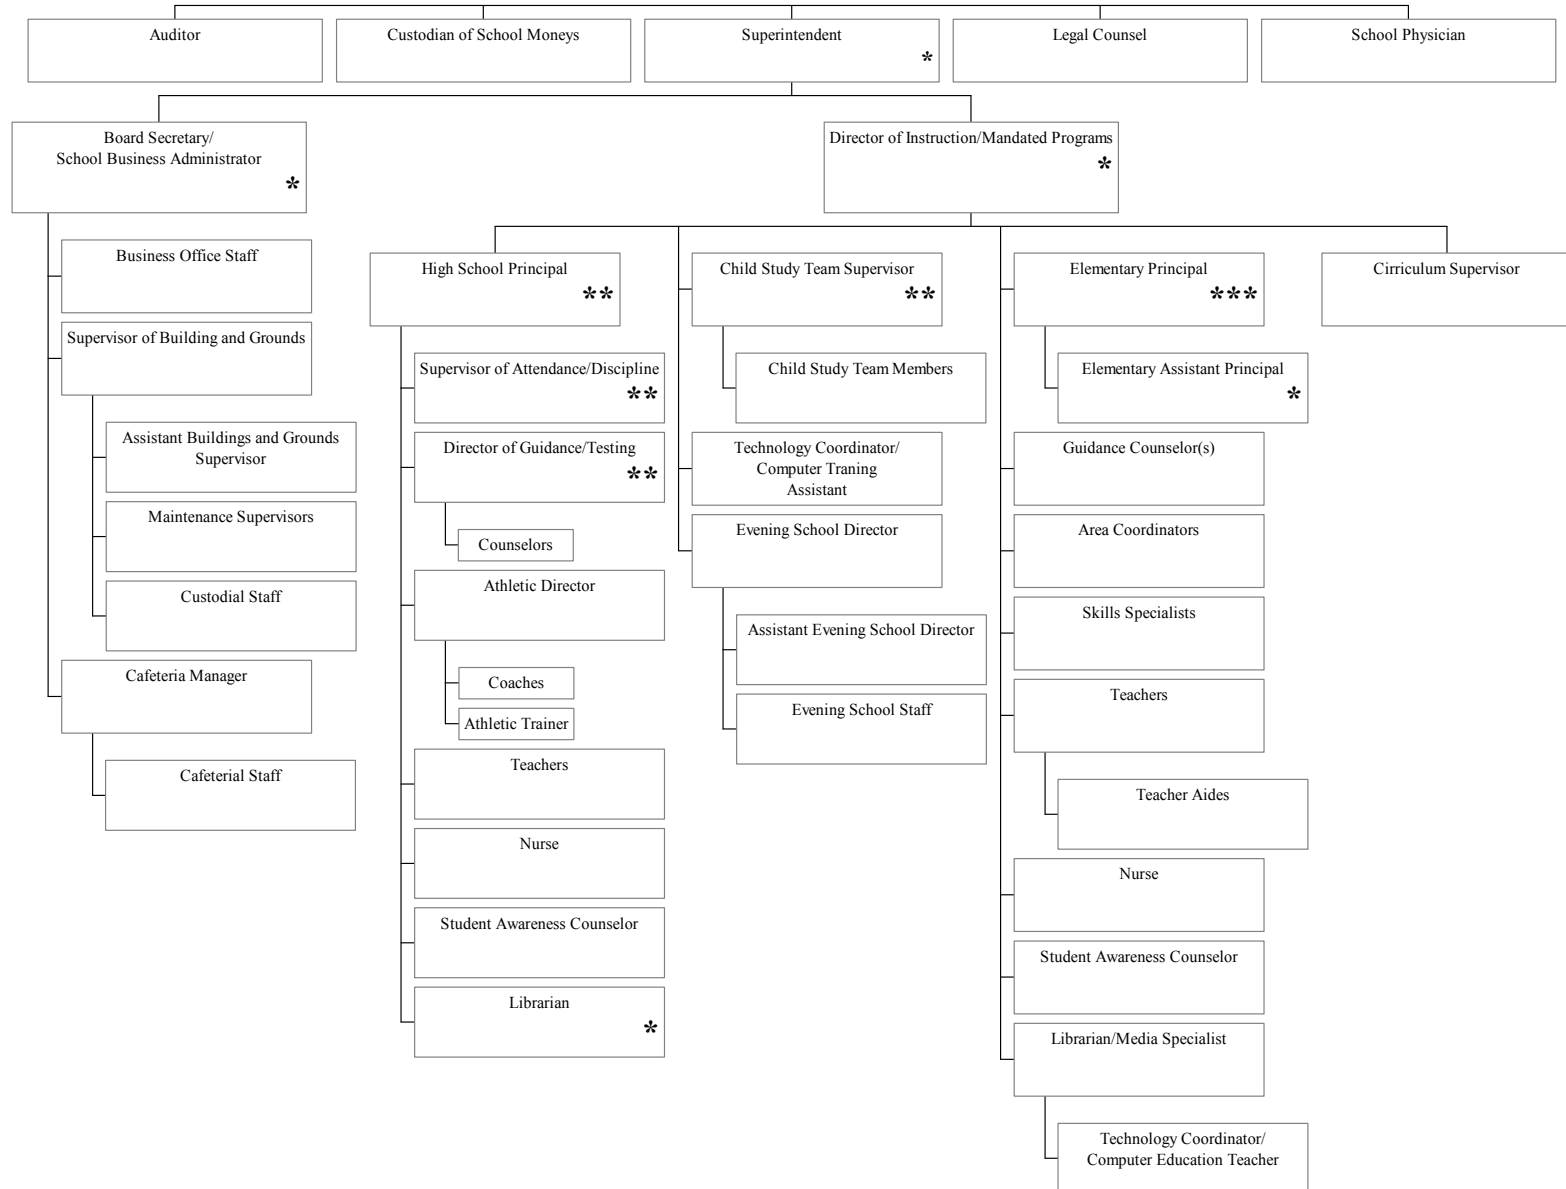 Auditor
Custodian of School Moneys
Superintendent
*
Legal Counsel
School Physician
Board Secretary/
School Business Administrator
*
Director of Instruction/Mandated Programs
*
Business Office Staff
Supervisor of Building and Grounds
Assistant Buildings and Grounds
Supervisor
Maintenance Supervisors
Custodial Staff
Cafeteria Manager
Cafeterial Staff
High School Principal
**
Supervisor of Attendance/Discipline
**
Director of Guidance/Testing
**
Counselors
Athletic Director
Coaches
Athletic Trainer
Teachers
Nurse
Student Awareness Counselor
Librarian
*
Child Study Team Supervisor
**
Child Study Team Members
Technology Coordinator/
Computer Traning
Assistant
Evening School Director
Assistant Evening School Director
Evening School Staff
Elementary Principal
***
Elementary Assistant Principal
*
Guidance Counselor(s)
Area Coordinators
Skills Specialists
Teachers
Teacher Aides
Nurse
Student Awareness Counselor
Librarian/Media Specialist
Technology Coordinator/
Computer Education Teacher
Cirriculum Supervisor